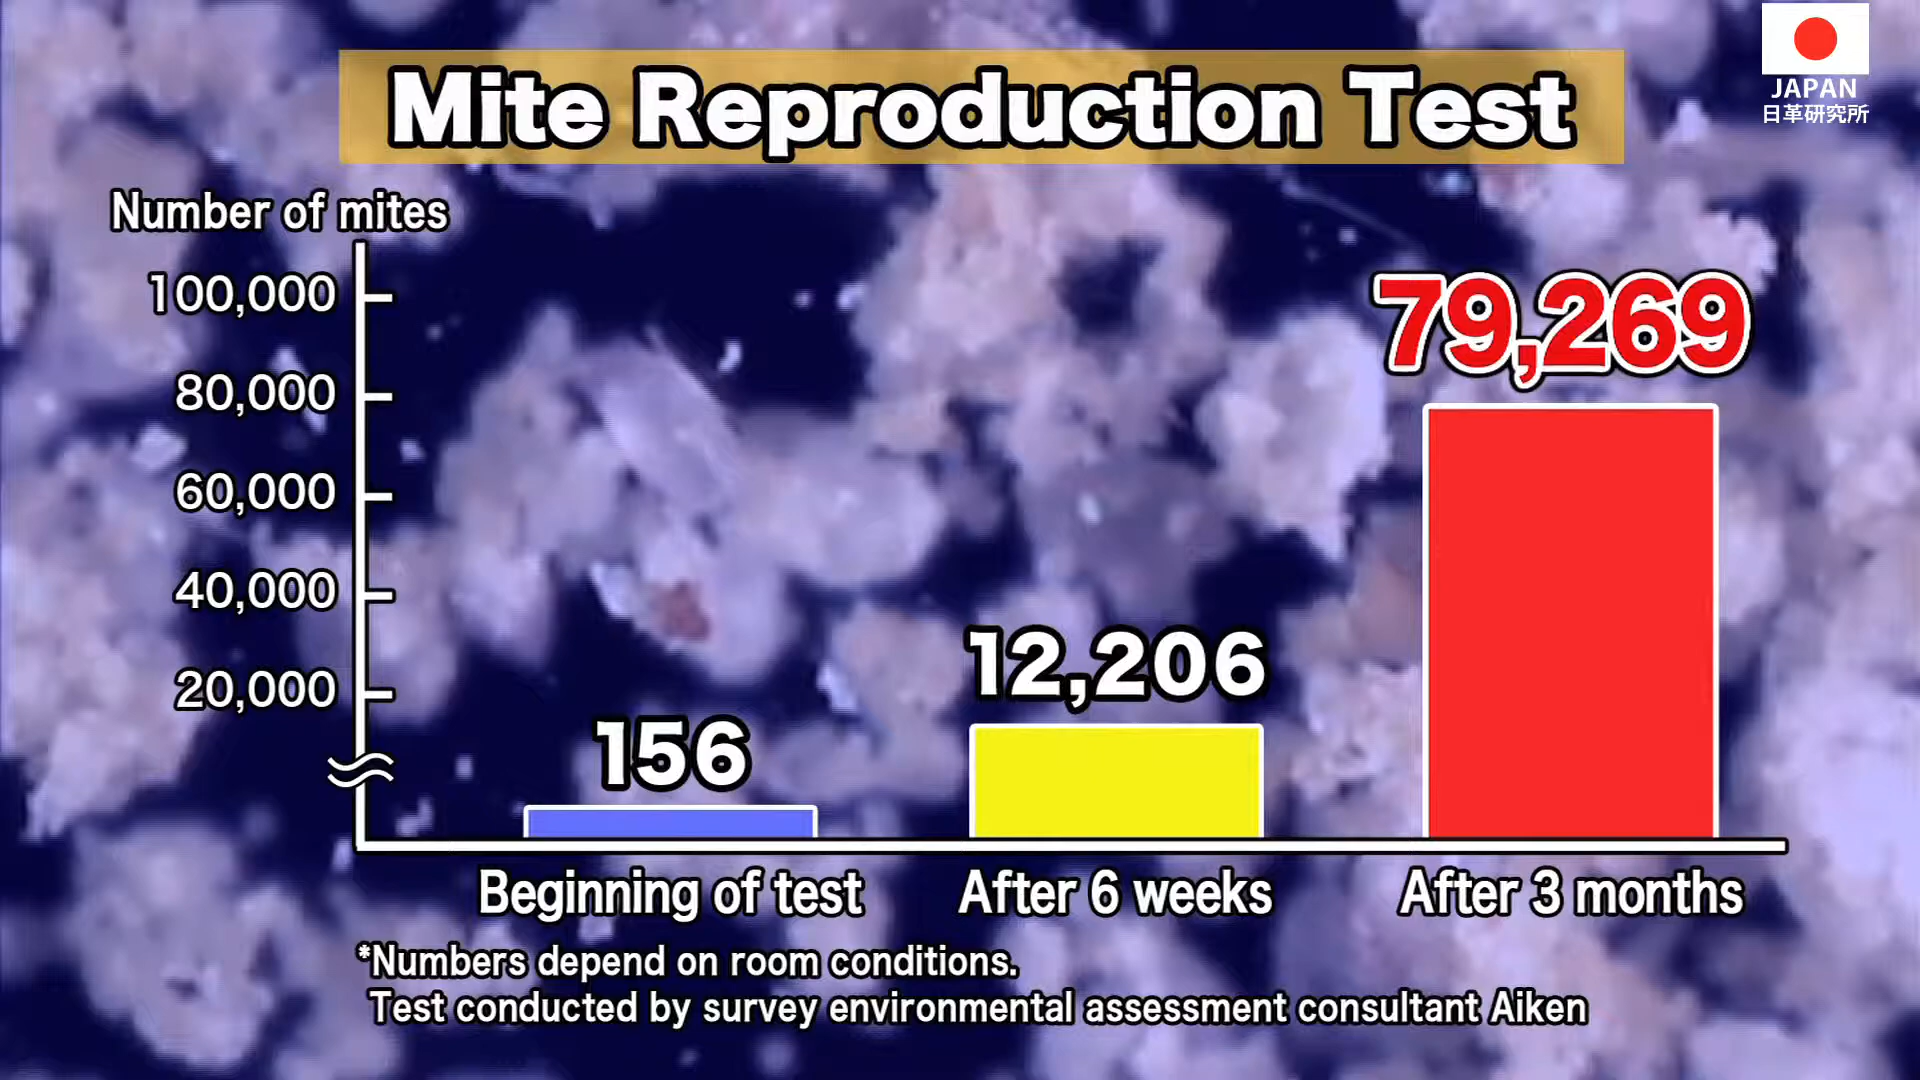 Mite Reproduction Test
JAPAN
日革研究所
Number of mites
100,000
80,000
60,000
40,000
20,000
156
12,206
79,269
Beginning of test
After 6 weeks
After 3 months
*Numbers depend on room conditions.
Test conducted by survey environmental assessment consultant Aiken